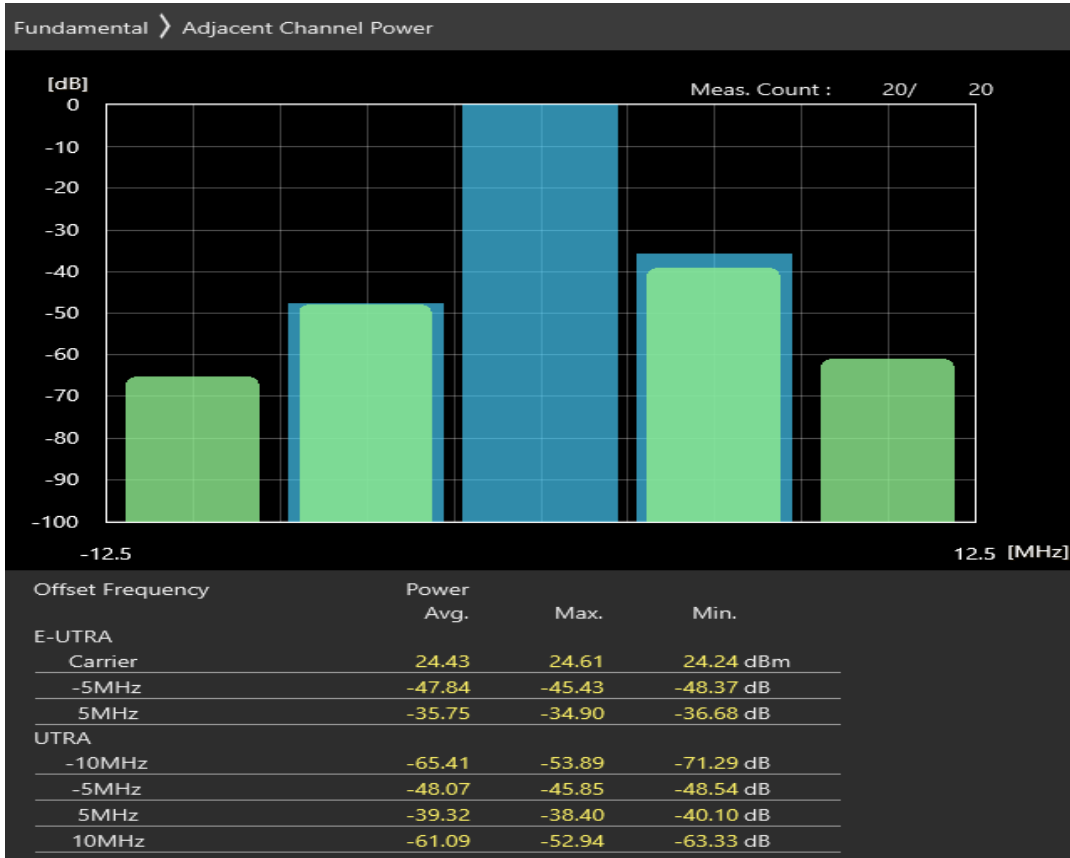 Fundamental 〉 Adjacent Channel Power
[dB]
Meas. Count : 20/ 20
0
-10
-20
-30
-40
-50
-60
-70
-80
-90
-100
-12.5 12.5 [MHz]
Offset Frequency Power
Avg. Max. Min.
E-UTRA
Carrier 24.43 24.61 24.24 dBm
-5MHz -47.84 -45.43 -48.37 dB
5MHz -35.75 -34.90 -36.68 dB
UTRA
-10MHz -65.41 -53.89 -71.29 dB
-5MHz -48.07 -45.85 -48.54 dB
5MHz -39.32 -38.40 -40.10 dB
10MHz -61.09 -52.94 -63.33 dB